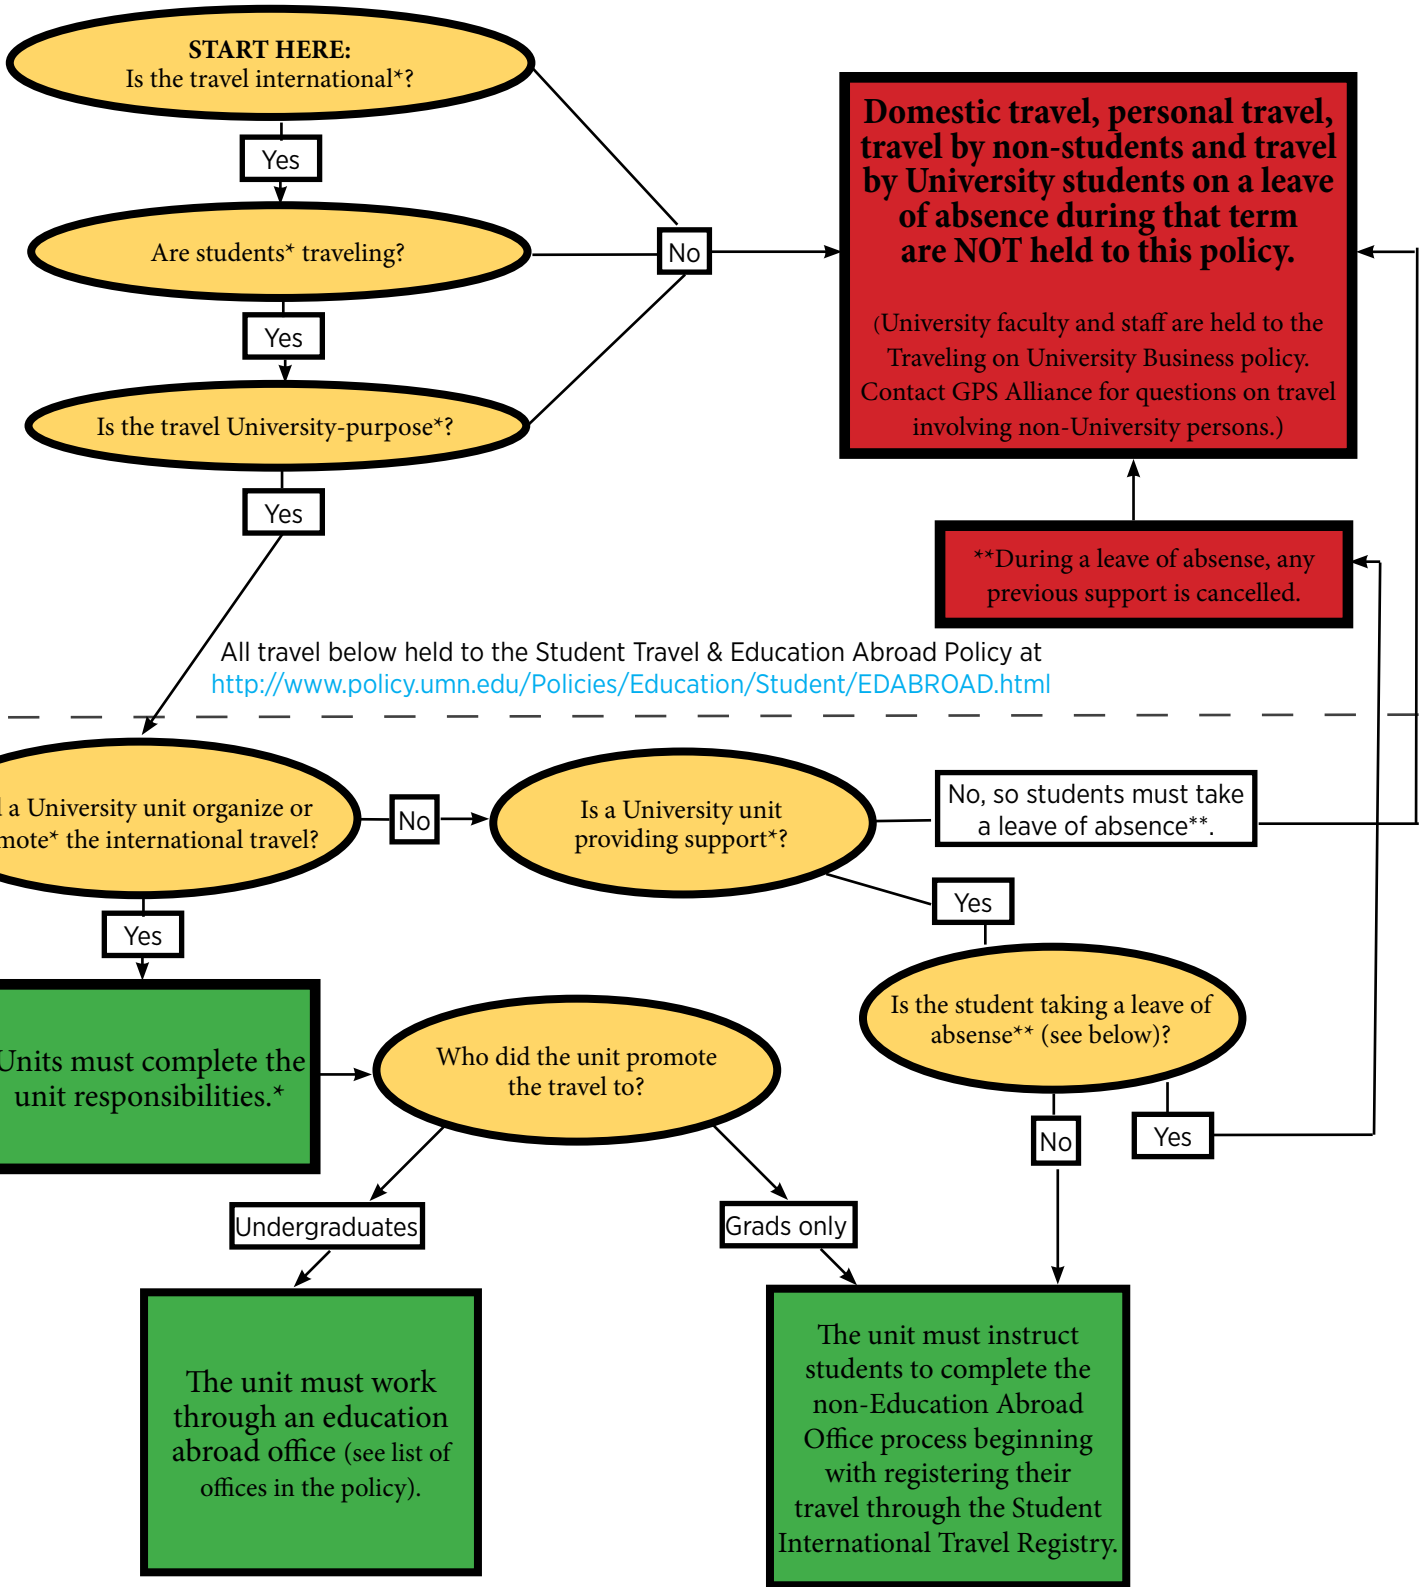 START HERE:
Is the travel international*?
Yes
Are students* traveling?
No
Yes
Is the travel University-purpose*?
Yes
Domestic travel, personal travel,
travel by non-students and travel
by University students on a leave
of absence during that term
are NOT held to this policy.
(University faculty and staff are held to the
Traveling on University Business policy.
Contact GPS Alliance for questions on travel
involving non-University persons.)
**During a leave of absense, any
previous support is cancelled.
All travel below held to the Student Travel & Education Abroad Policy at
http://www.policy.umn.edu/Policies/Education/Student/EDABROAD.html
a University unit organize or
the international travel?
No
Is a University unit
providing support*?
No, so students must take
a leave of absence**.
Yes
Yes
Is the student taking a leave of
absense** (see below)?
No
Yes
Units must complete the
unit responsibilities.*
Who did the unit promote
the travel to?
Undergraduates
Grads only
The unit must work
through an education
abroad office (see list of
offices in the policy).
The unit must instruct
students to complete the
non-Education Abroad
Office process beginning
with registering their
travel through the Student
International Travel Registry.